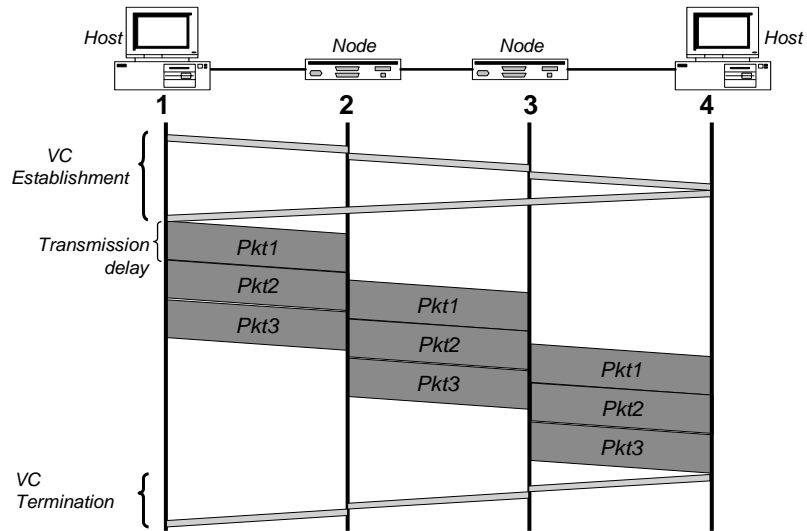 Host
Node
Node
Host
1
2
3
4
VC
Establishment
Transmission
delay
Pkt1
Pkt2
Pkt3
Pkt1
Pkt2
Pkt3
Pkt1
Pkt2
Pkt3
VC
Termination